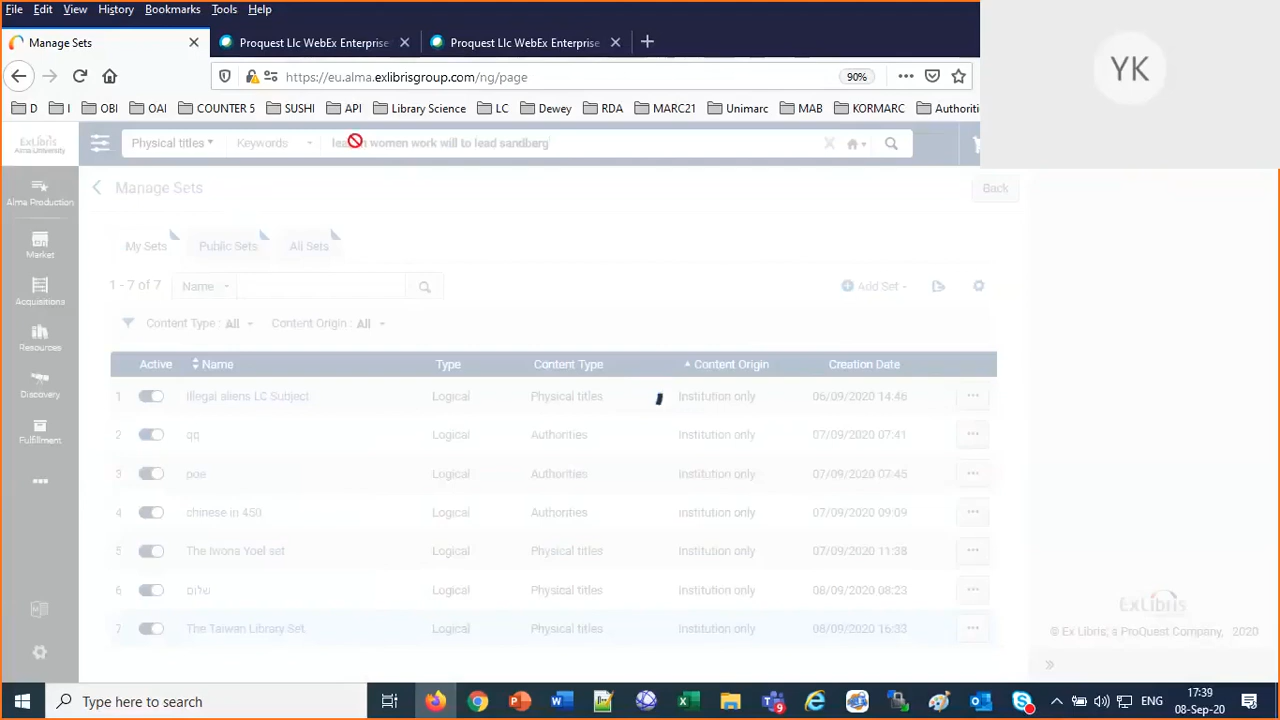 File Edit View History Bookmarks Tools Help
Manage Sets Proquest Llc WebEx Enterprise Proquest Llc WebEx Enterprise
https://eu.alma.exlibrisgroup.com/ng/page 90%
D I OBI OAI COUNTER 5 SUSHI API Library Science LC Dewey RDA MARC21 Unimarc MAB KORMARC Authoriti
YK
ExLibris
Alma University
Physical titles Keywords women work will to lead sandberg
Alma Production
Market
Acquisitions
Resources
Discovery
Fulfillment
Manage Sets Back
My Sets Public Sets All Sets
1 - 7 of 7 Name Add Set
Content Type : All Content Origin : All
Active Name Type Content Type Content Origin Creation Date
1 Illegal aliens LC Subject Logical Physical titles Institution only 06/09/2020 14:46
2 qq Logical Authorities Institution only 07/09/2020 07:41
3 poe Logical Authorities Institution only 07/09/2020 07:45
4 chinese in 450 Logical Authorities Institution only 07/09/2020 09:09
5 The Iwona Yoel set Logical Physical titles Institution only 07/09/2020 11:38
6 שלום Logical Physical titles Institution only 08/09/2020 08:23
7 The Taiwan Library Set Logical Physical titles Institution only 08/09/2020 16:33
ExLibris
© Ex Libris, a ProQuest Company, 2020
Type here to search
9
ENG
17:39
08-Sep-20